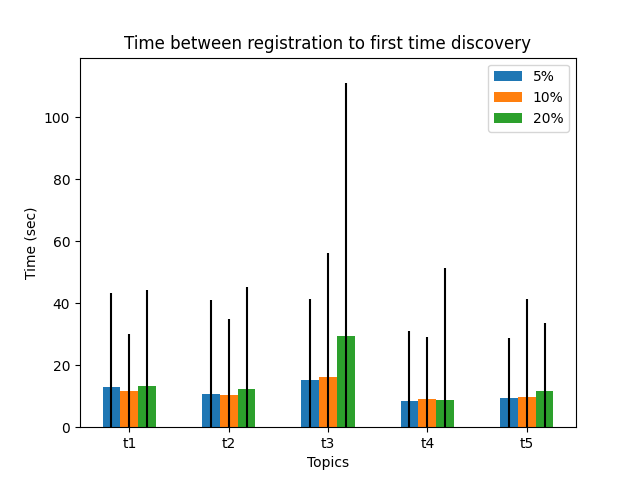 Time between registration to first time discovery
5%
10%
20%
100
80
60
40
20
0
Time (sec)
t1 t2 t3 t4 t5
Topics